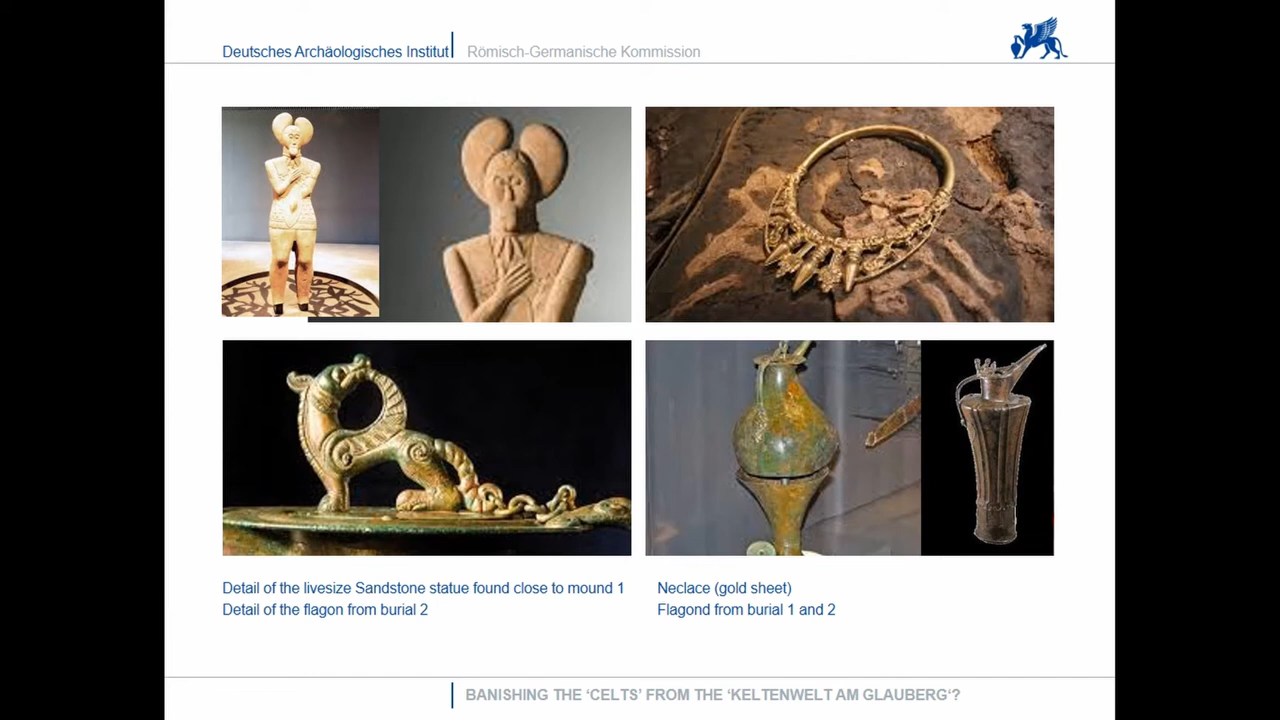 Deutsches Archäologisches Institut
Römisch-Germanische Kommission
Detail of the livesize Sandstone statue found close to mound 1
Detail of the flagon from burial 2
Neclace (gold sheet)
Flagond from burial 1 and 2
BANISHING THE ‘CELTS’ FROM THE ‘KELTENWELT AM GLAUBERG‘?